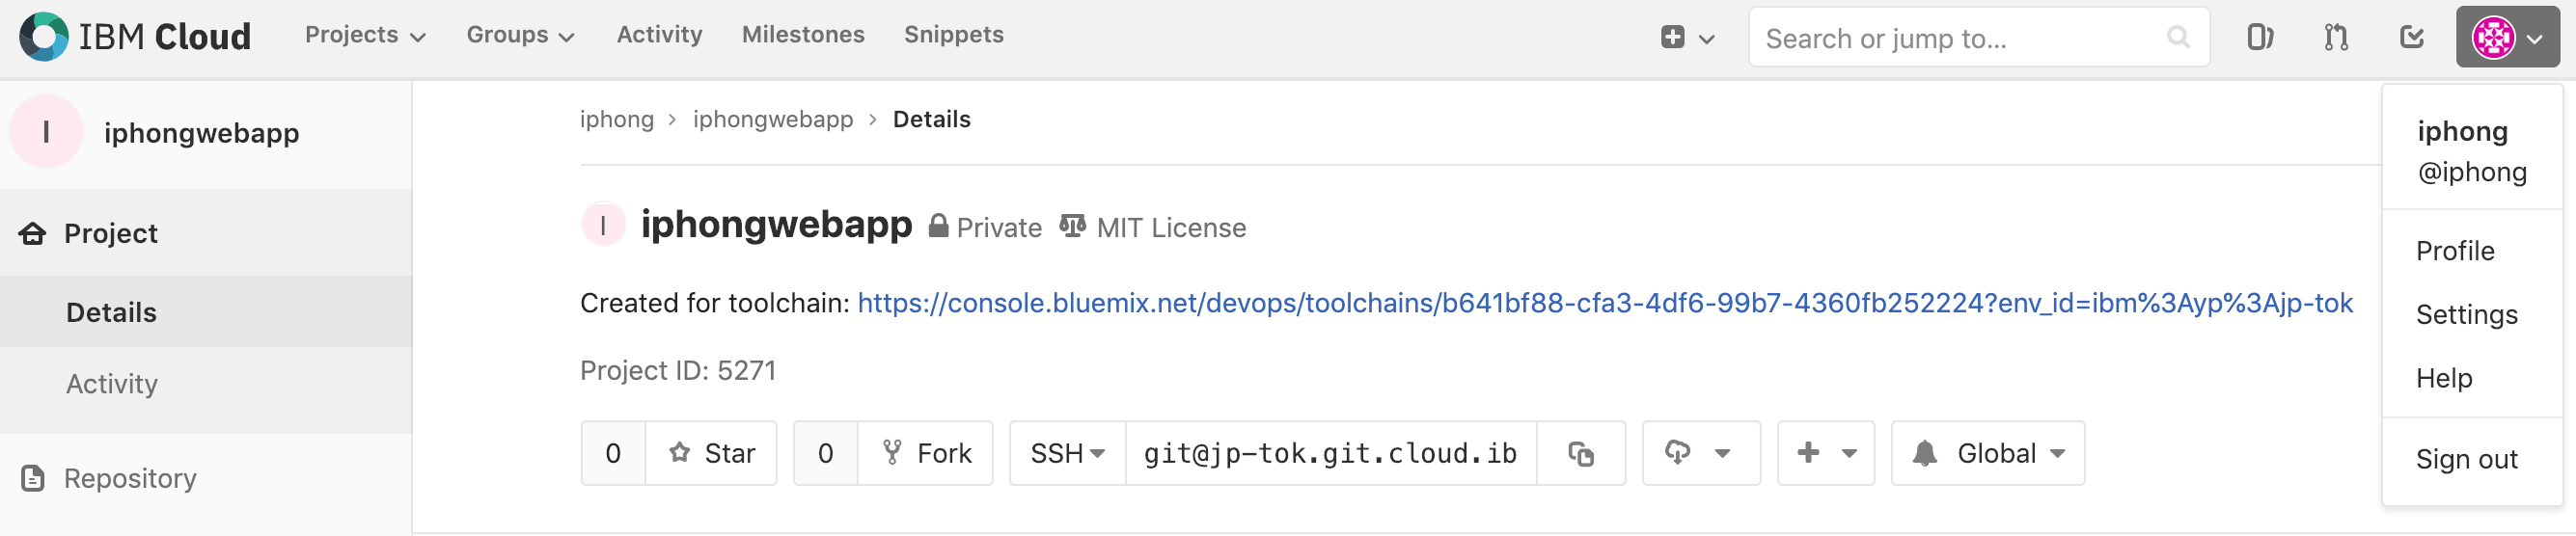 IBM Cloud Projects Groups Activity Milestones Snippets Search or jump to...
I iphongwebapp
Project
Details
Activity
Repository
iphong > iphongwebapp > Details
I iphongwebapp Private MIT License
Created for toolchain: https://console.bluemix.net/devops/toolchains/b641bf88-cfa3-4df6-99b7-4360fb252224?env_id=ibm%3Ayp%3Ajp-tok
Project ID: 5271
0 Star 0 Fork SSH git@jp-tok.git.cloud.ib Global
iphong
@iphong
Profile
Settings
Help
Sign out